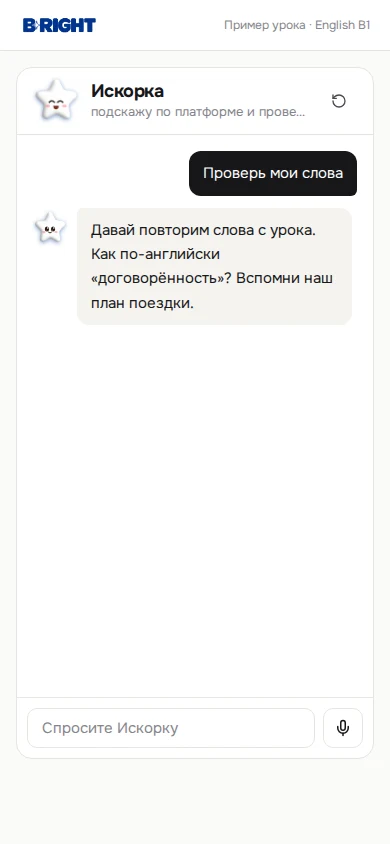 B›RIGHT
Пример урока · English B1
Искорка
подскажу по платформе и прове...
Проверь мои слова
Давай повторим слова с урока.
Как по-английски
«договорённость»? Вспомни наш
план поездки.
Спросите Искорку